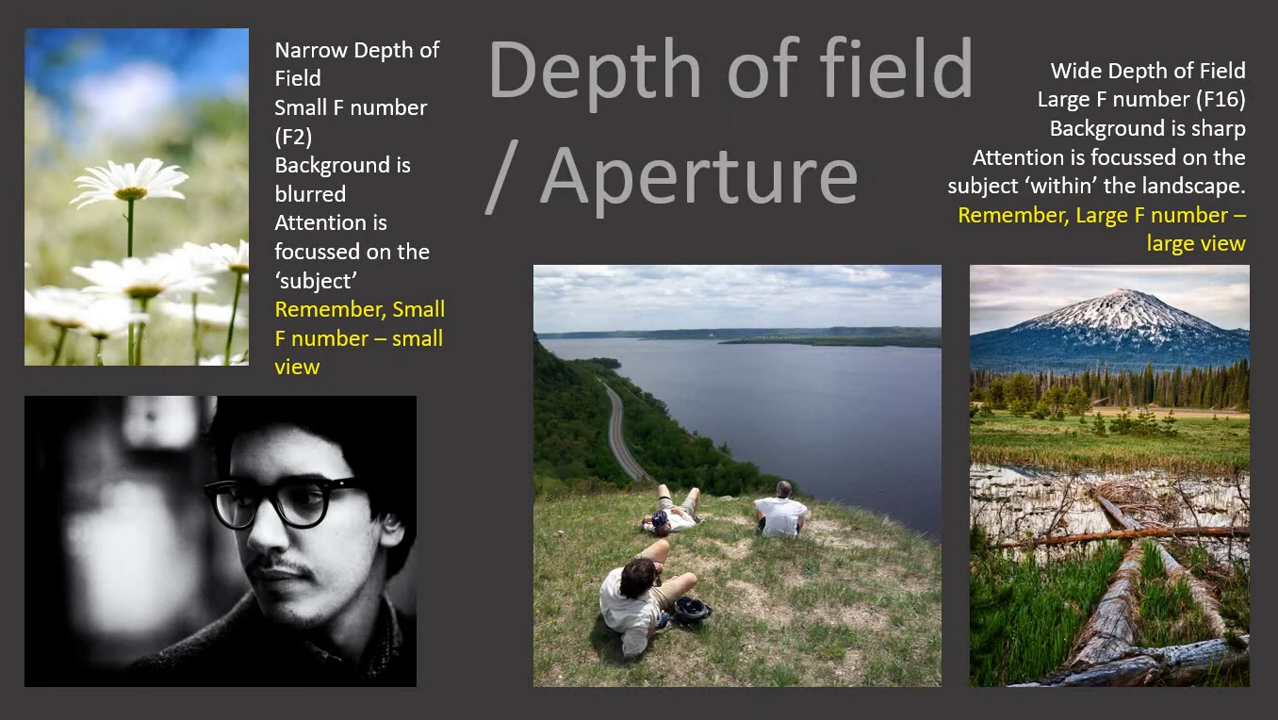 Narrow Depth of
Field
Small F number
(F2)
Background is
blurred
Attention is
focussed on the
‘subject’
Remember, Small
F number – small
view
Depth of field
/ Aperture
Wide Depth of Field
Large F number (F16)
Background is sharp
Attention is focussed on the
subject ‘within’ the landscape.
Remember, Large F number –
large view